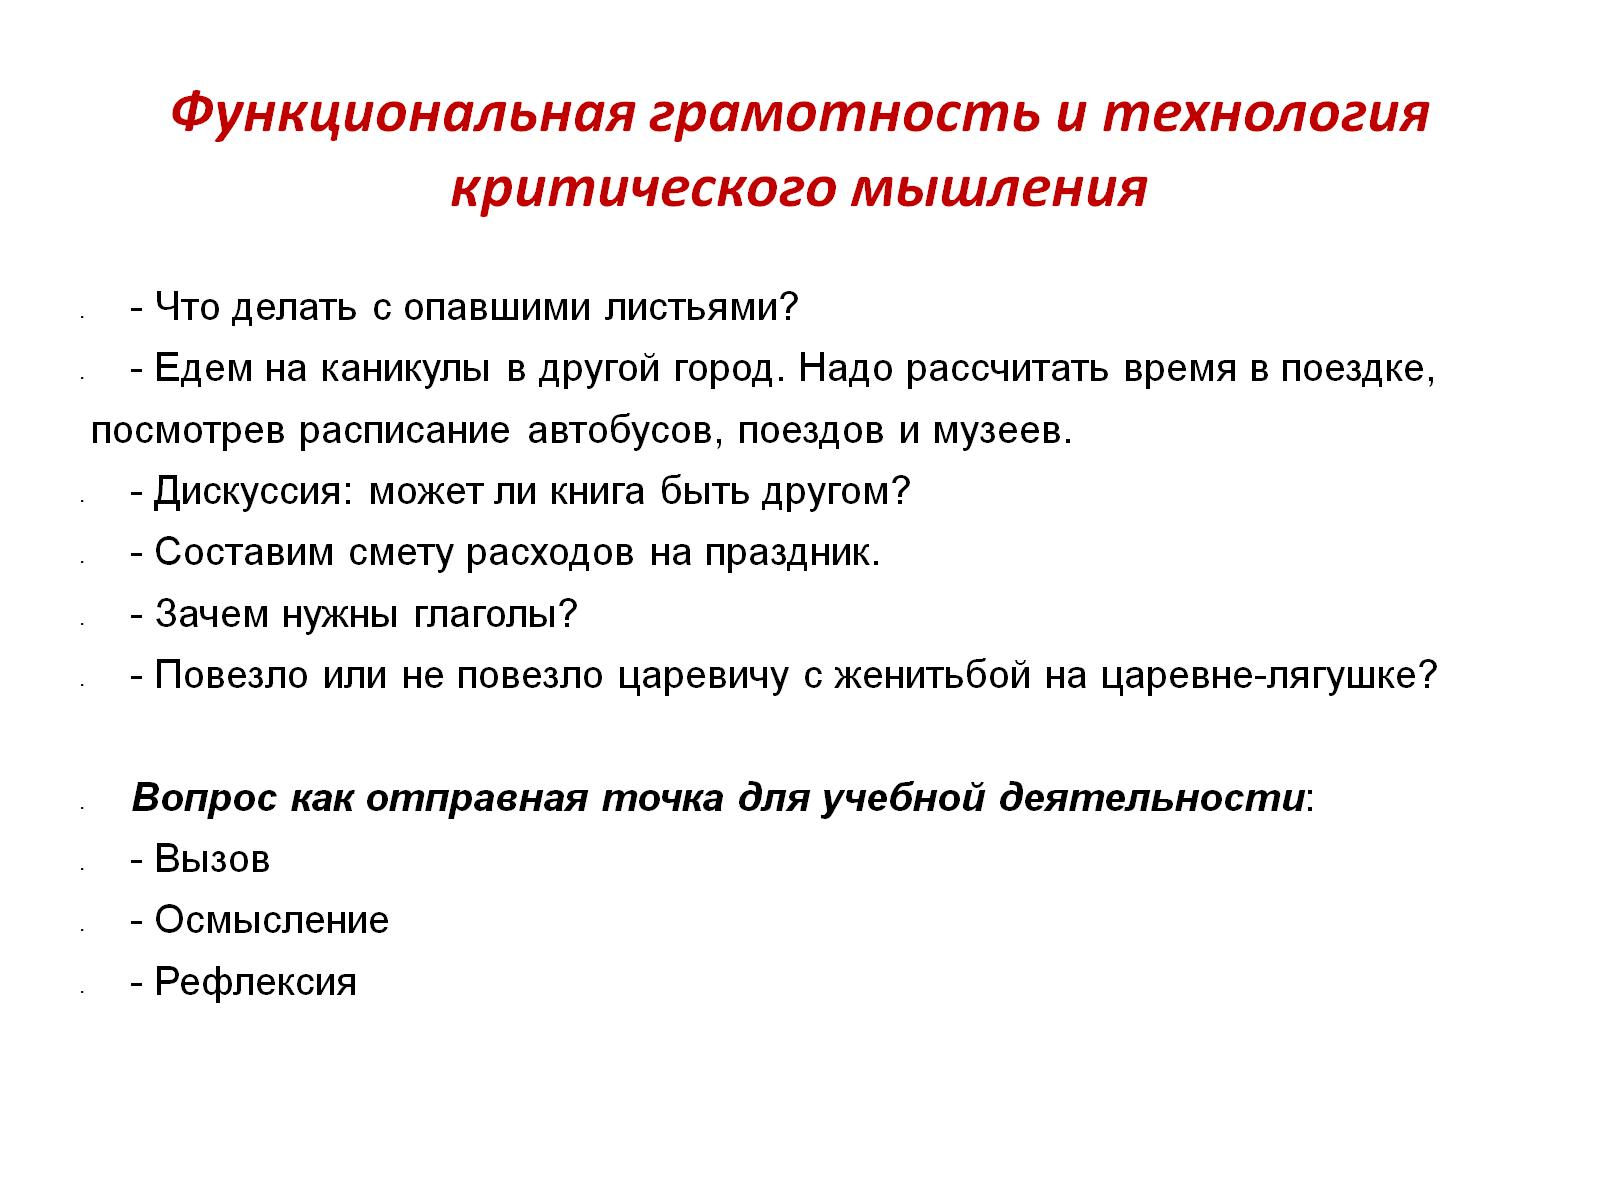 Функциональная грамотность и технология
критического мышления
- Что делать с опавшими листьями?
- Едем на каникулы в другой город. Надо рассчитать время в поездке,
посмотрев расписание автобусов, поездов и музеев.
- Дискуссия: может ли книга быть другом?
- Составим смету расходов на праздник.
- Зачем нужны глаголы?
- Повезло или не повезло царевичу с женитьбой на царевне-лягушке?
Вопрос как отправная точка для учебной деятельности:
- Вызов
- Осмысление
- Рефлексия